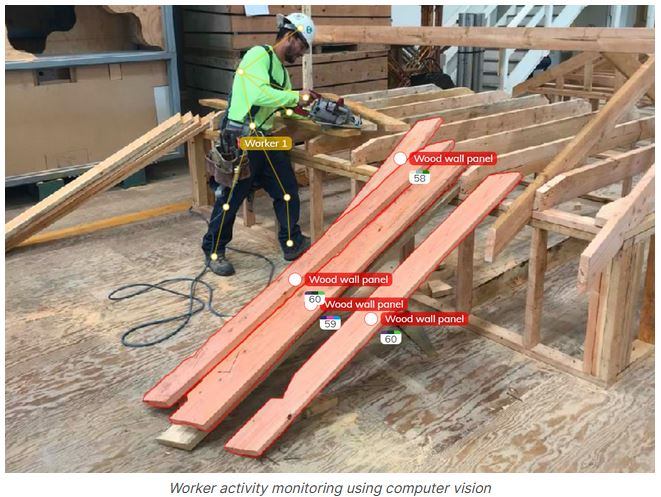 Worker 1
Wood wall panel
58
Wood wall panel
60
Wood wall panel
59
Wood wall panel
60
Worker activity monitoring using computer vision